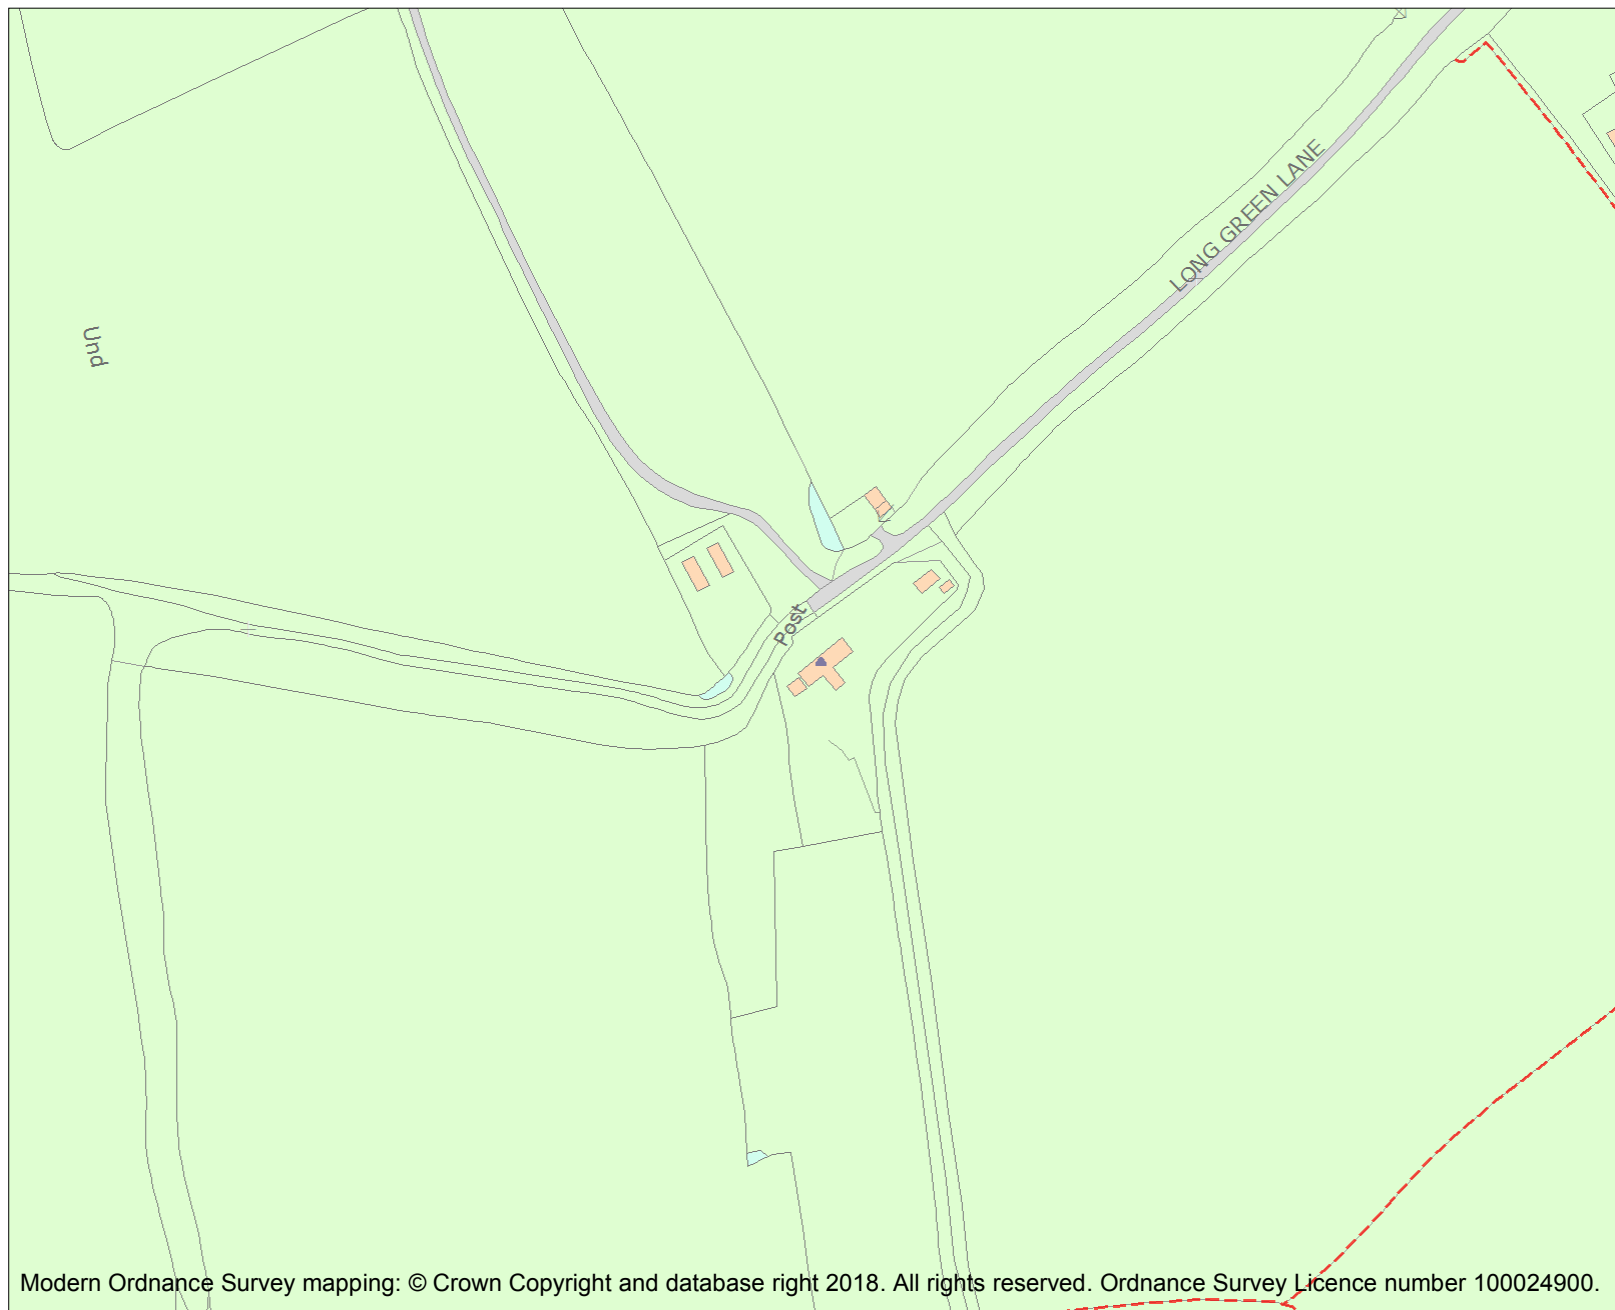 LONG GREEN LANE
Und
Post
Modern Ordnance Survey mapping: © Crown Copyright and database right 2018. All rights reserved. Ordnance Survey Licence number 100024900.